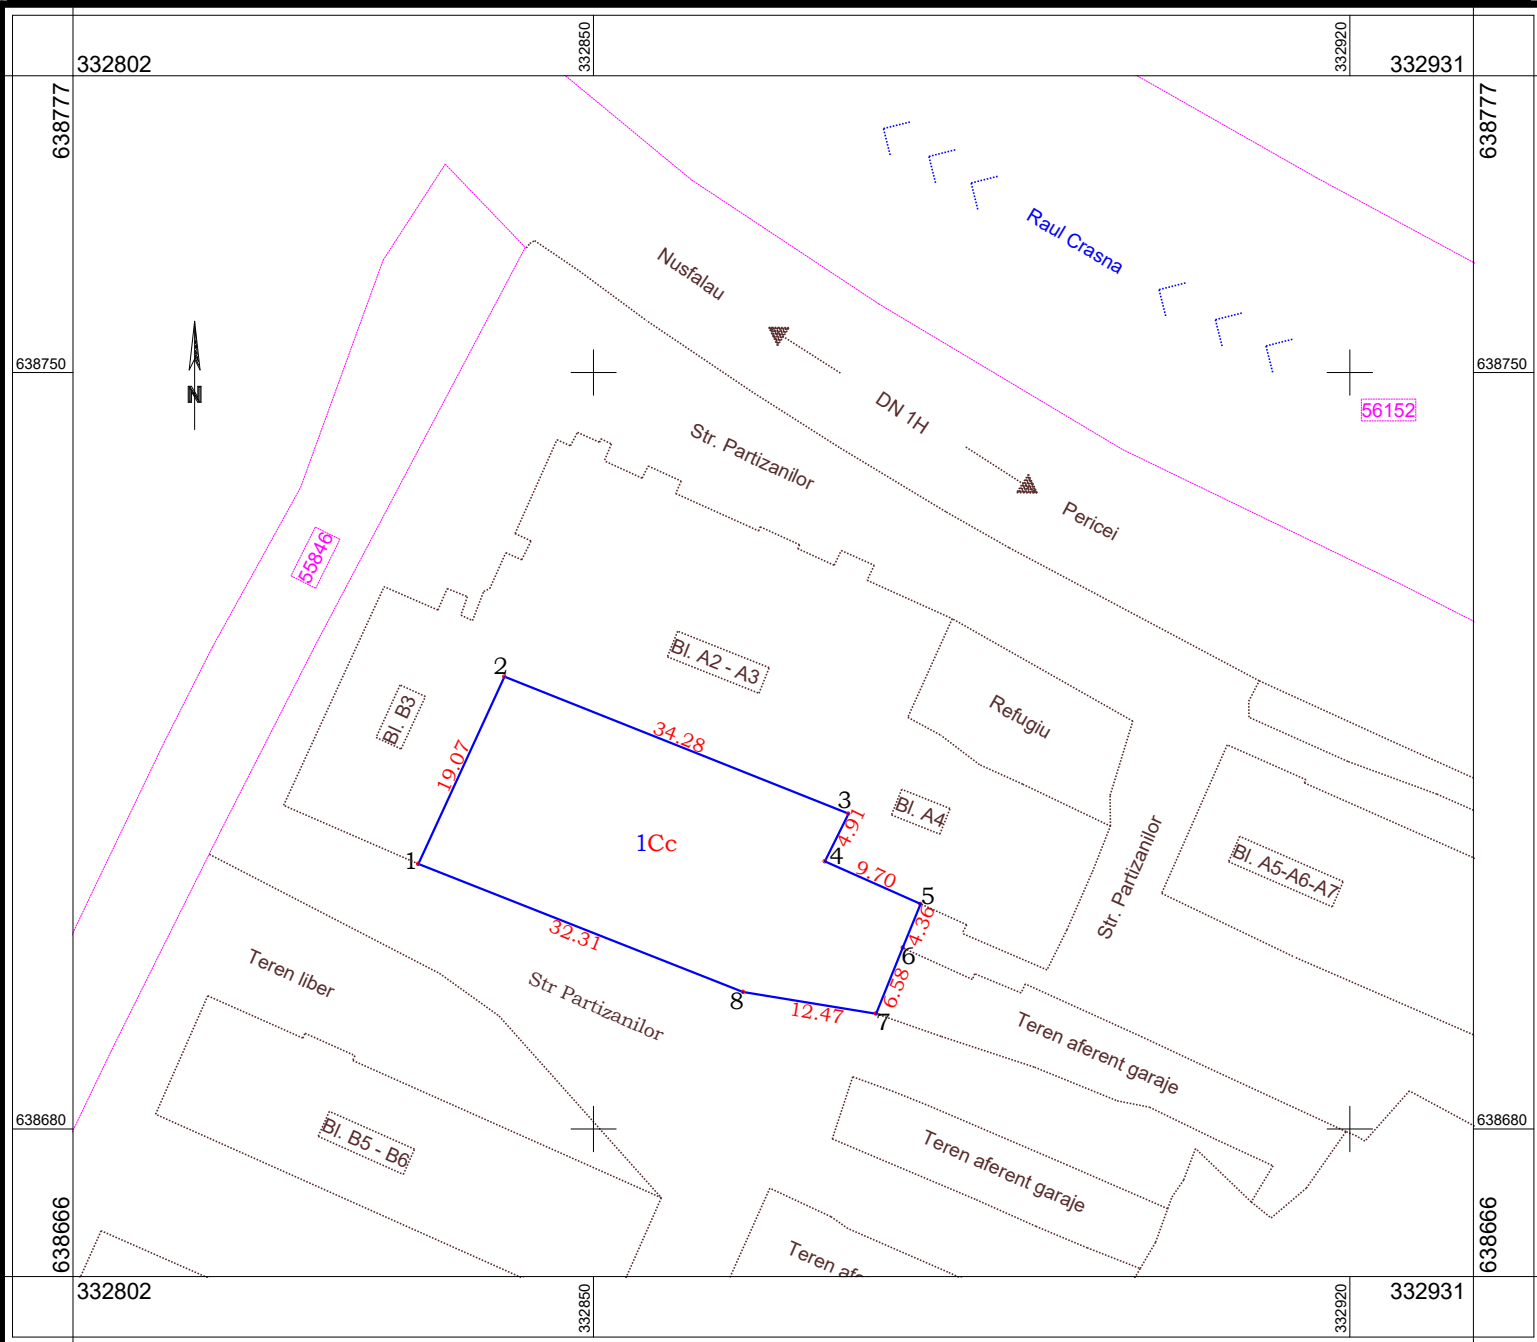 332850
332920
332802
332931
638777
638777
Raul Crasna
Nusfalau
N
638750
638750
DN 1H
56152
Str. Partizanilor
Pericei
55846
Bl. A2 - A3
2
Bl. B3
Refugiu
34.28
19.07
3
Bl. A4
4.91
1Cc
1
4
9.70
Bl. A5-A6-A7
Str. Partizanilor
5
4.36
32.31
6
Teren liber
6.58
Str Partizanilor
8
12.47
7
Teren aferent garaje
638680
638680
Bl. B5 - B6
Teren aferent garaje
638666
638666
Teren afe
332802
332850
332920
332931